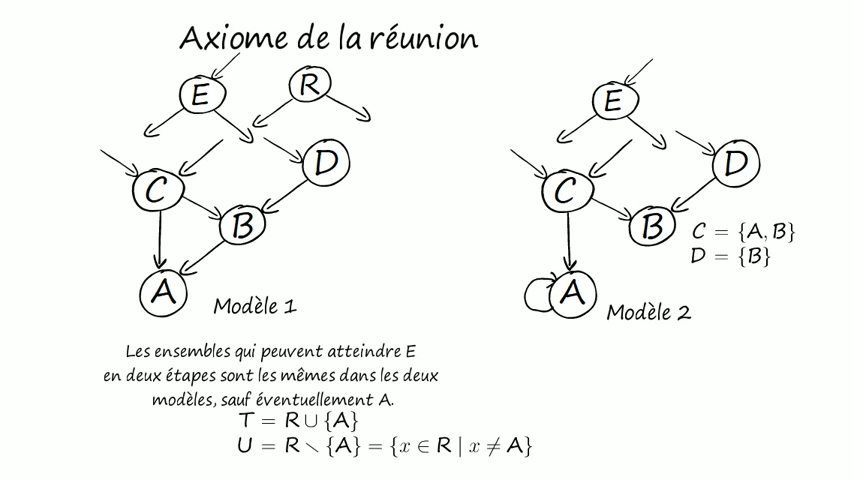 Axiome de la réunion
E
R
E
C
D
B
A
Modèle 1
C
D
B
C = {A, B}
D = {B}
A
Modèle 2
Les ensembles qui peuvent atteindre E
en deux étapes sont les mêmes dans les deux
modèles, sauf éventuellement A.
T = R ∪ {A}
U = R ∖ {A} = {x ∈ R | x ≠ A}